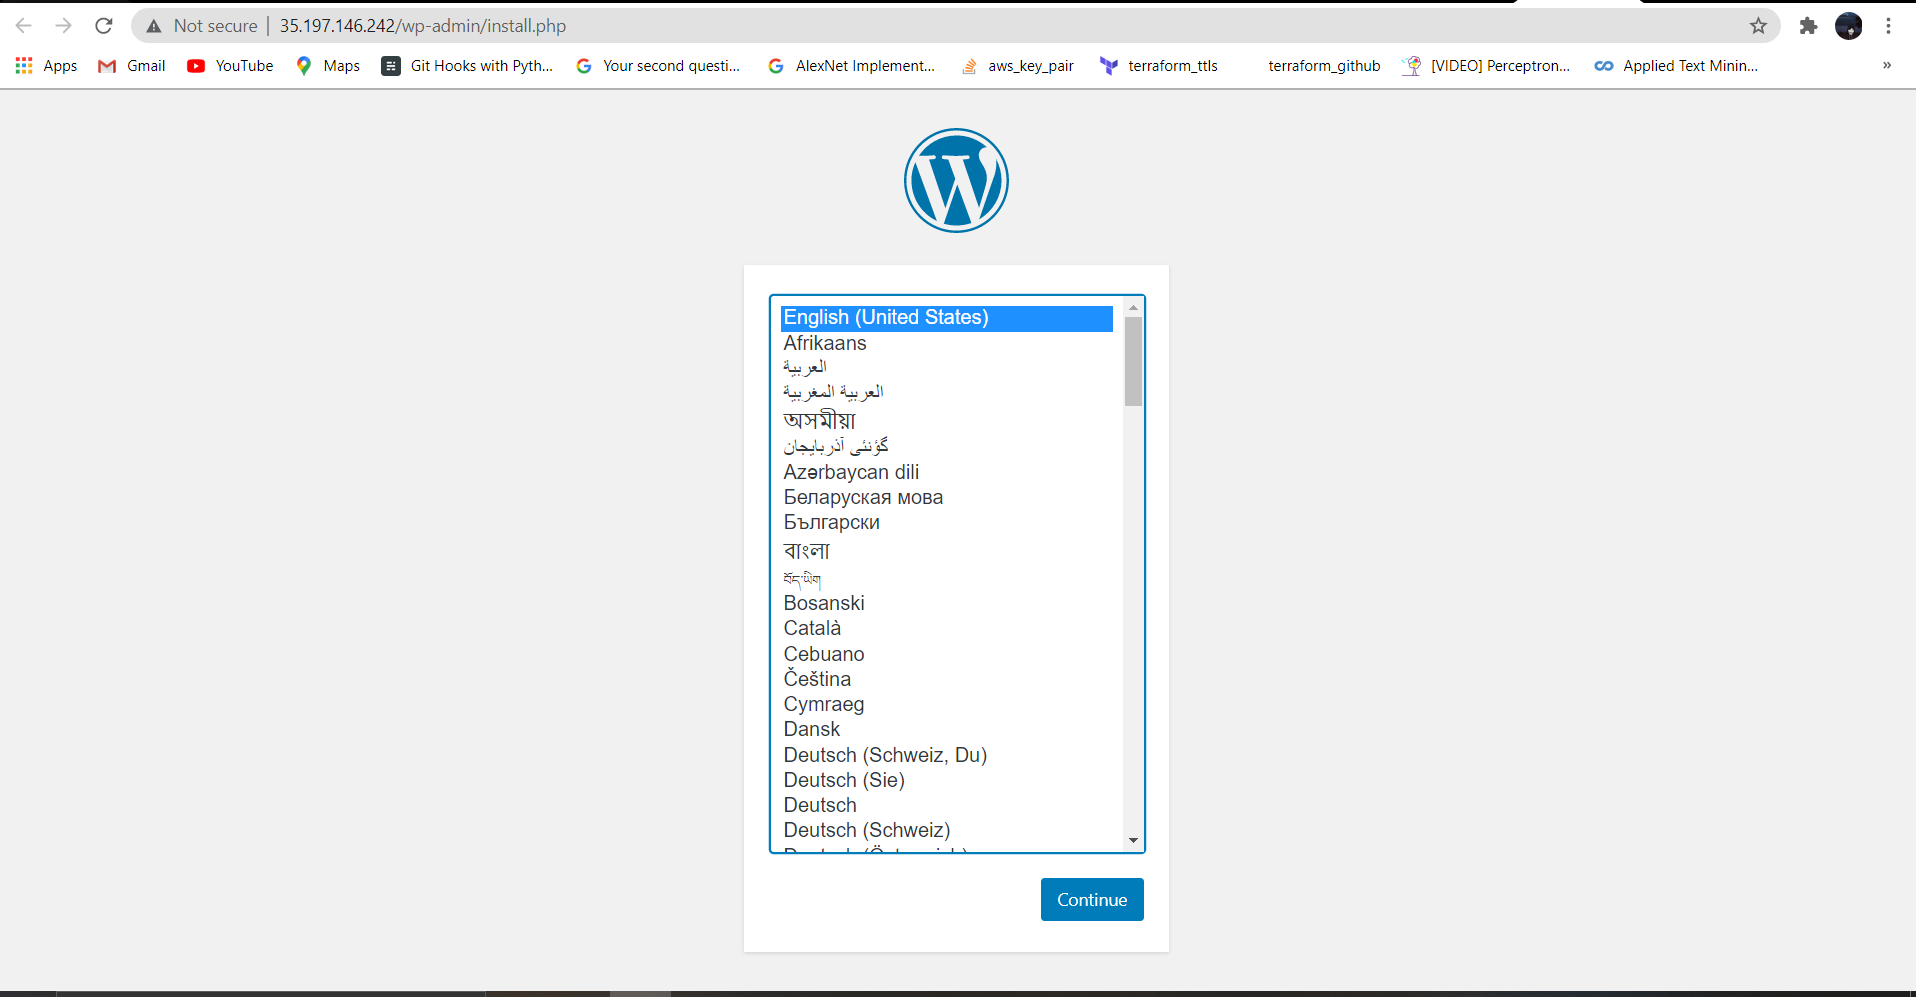 Not secure | 35.197.146.242/wp-admin/install.php
Apps Gmail YouTube Maps Git Hooks with Pyth... Your second questi... AlexNet Implement... aws_key_pair terraform_ttls terraform_github [VIDEO] Perceptron... Applied Text Minin... »
English (United States)
Afrikaans
العربية
العربية المغربية
অসমীয়া
گؤنئی آذربایجان
Azərbaycan dili
Беларуская мова
Български
বাংলা
བོད་ཡིག
Bosanski
Català
Cebuano
Čeština
Cymraeg
Dansk
Deutsch (Schweiz, Du)
Deutsch (Sie)
Deutsch
Deutsch (Schweiz)
Continue